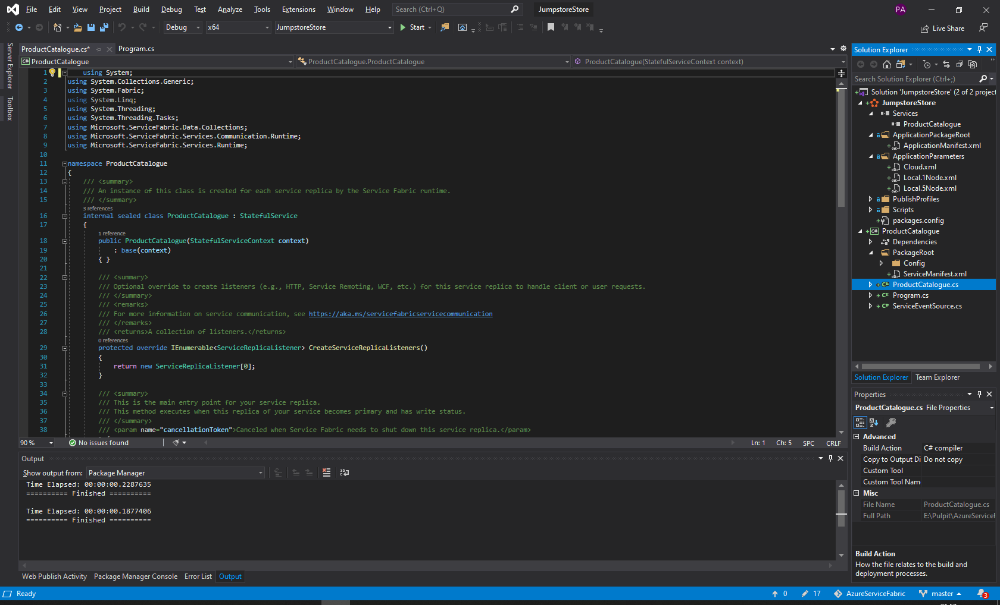 File Edit View Project Build Debug Test Analyze Tools Extensions Window Help Search (Ctrl+Q) JumpstoreStore PA
Debug x64 JumpstoreStore Start Live Share
Server Explorer
Toolbox
ProductCatalogue.cs* Program.cs
ProductCatalogue ProductCatalogue.ProductCatalogue ProductCatalogue(StatefulServiceContext context)
1 using System;
2 using System.Collections.Generic;
3 using System.Fabric;
4 using System.Linq;
5 using System.Threading;
6 using System.Threading.Tasks;
7 using Microsoft.ServiceFabric.Data.Collections;
8 using Microsoft.ServiceFabric.Services.Communication.Runtime;
9 using Microsoft.ServiceFabric.Services.Runtime;
10
11 namespace ProductCatalogue
12 {
13 /// <summary>
14 /// An instance of this class is created for each service replica by the Service Fabric runtime.
15 /// </summary>
3 references
16 internal sealed class ProductCatalogue : StatefulService
17 {
1 reference
18 public ProductCatalogue(StatefulServiceContext context)
19 : base(context)
20 { }
21
22 /// <summary>
23 /// Optional override to create listeners (e.g., HTTP, Service Remoting, WCF, etc.) for this service replica to handle client or user requests.
24 /// </summary>
25 /// <remarks>
26 /// For more information on service communication, see https://aka.ms/servicefabricservicecommunication
27 /// </remarks>
28 /// <returns>A collection of listeners.</returns>
0 references
29 protected override IEnumerable<ServiceReplicaListener> CreateServiceReplicaListeners()
30 {
31 return new ServiceReplicaListener[0];
32 }
33
34 /// <summary>
35 /// This is the main entry point for your service replica.
36 /// This method executes when this replica of your service becomes primary and has write status.
37 /// </summary>
38 /// <param name="cancellationToken">Canceled when Service Fabric needs to shut down this service replica.</param>
90 % No issues found Ln: 1 Ch: 5 SPC CRLF
Output
Show output from: Package Manager
Time Elapsed: 00:00:00.2287635
========== Finished ==========
Time Elapsed: 00:00:00.1877406
========== Finished ==========
Web Publish Activity Package Manager Console Error List Output
Solution Explorer
Search Solution Explorer (Ctrl+;)
Solution 'JumpstoreStore' (2 of 2 project
JumpstoreStore
Services
ProductCatalogue
ApplicationPackageRoot
ApplicationManifest.xml
ApplicationParameters
Cloud.xml
Local.1Node.xml
Local.5Node.xml
PublishProfiles
Scripts
packages.config
C# ProductCatalogue
Dependencies
PackageRoot
Config
ServiceManifest.xml
C# ProductCatalogue.cs
C# Program.cs
C# ServiceEventSource.cs
Solution Explorer Team Explorer
Properties
ProductCatalogue.cs File Properties
Advanced
Build Action C# compiler
Copy to Output Di Do not copy
Custom Tool
Custom Tool Nam
Misc
File Name ProductCatalogue.cs
Full Path E:\Pulpit\AzureServiceF
Build Action
How the file relates to the build and
deployment processes.
Ready 0 17 AzureServiceFabric master 3